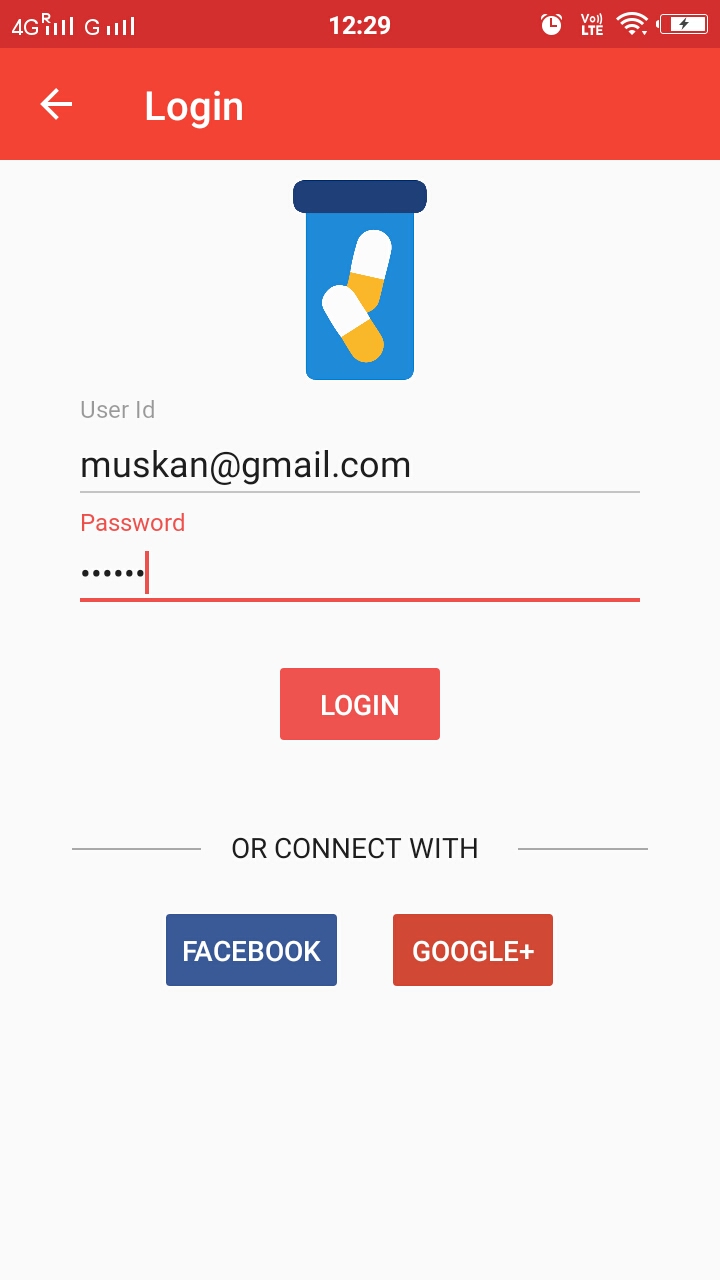 4G R G 12:29 Vo) LTE
Login
User Id
muskan@gmail.com
Password
••••••
LOGIN
OR CONNECT WITH
FACEBOOK GOOGLE+